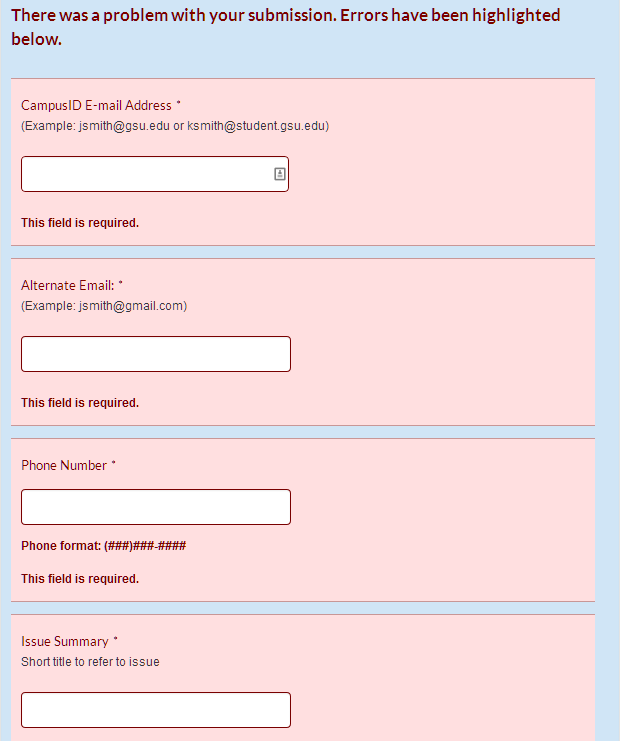 There was a problem with your submission. Errors have been highlighted
below.
CampusID E-mail Address *
(Example: jsmith@gsu.edu or ksmith@student.gsu.edu)
This field is required.
Alternate Email: *
(Example: jsmith@gmail.com)
This field is required.
Phone Number *
Phone format: (###)###-####
This field is required.
Issue Summary *
Short title to refer to issue